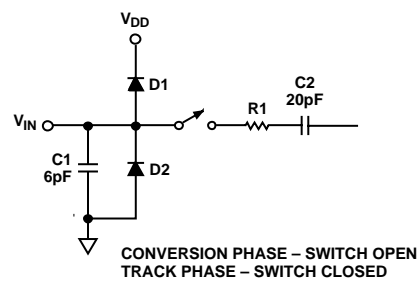 VDD
D1
C2
20pF
R1
VIN
C1
6pF
D2
CONVERSION PHASE – SWITCH OPEN
TRACK PHASE – SWITCH CLOSED